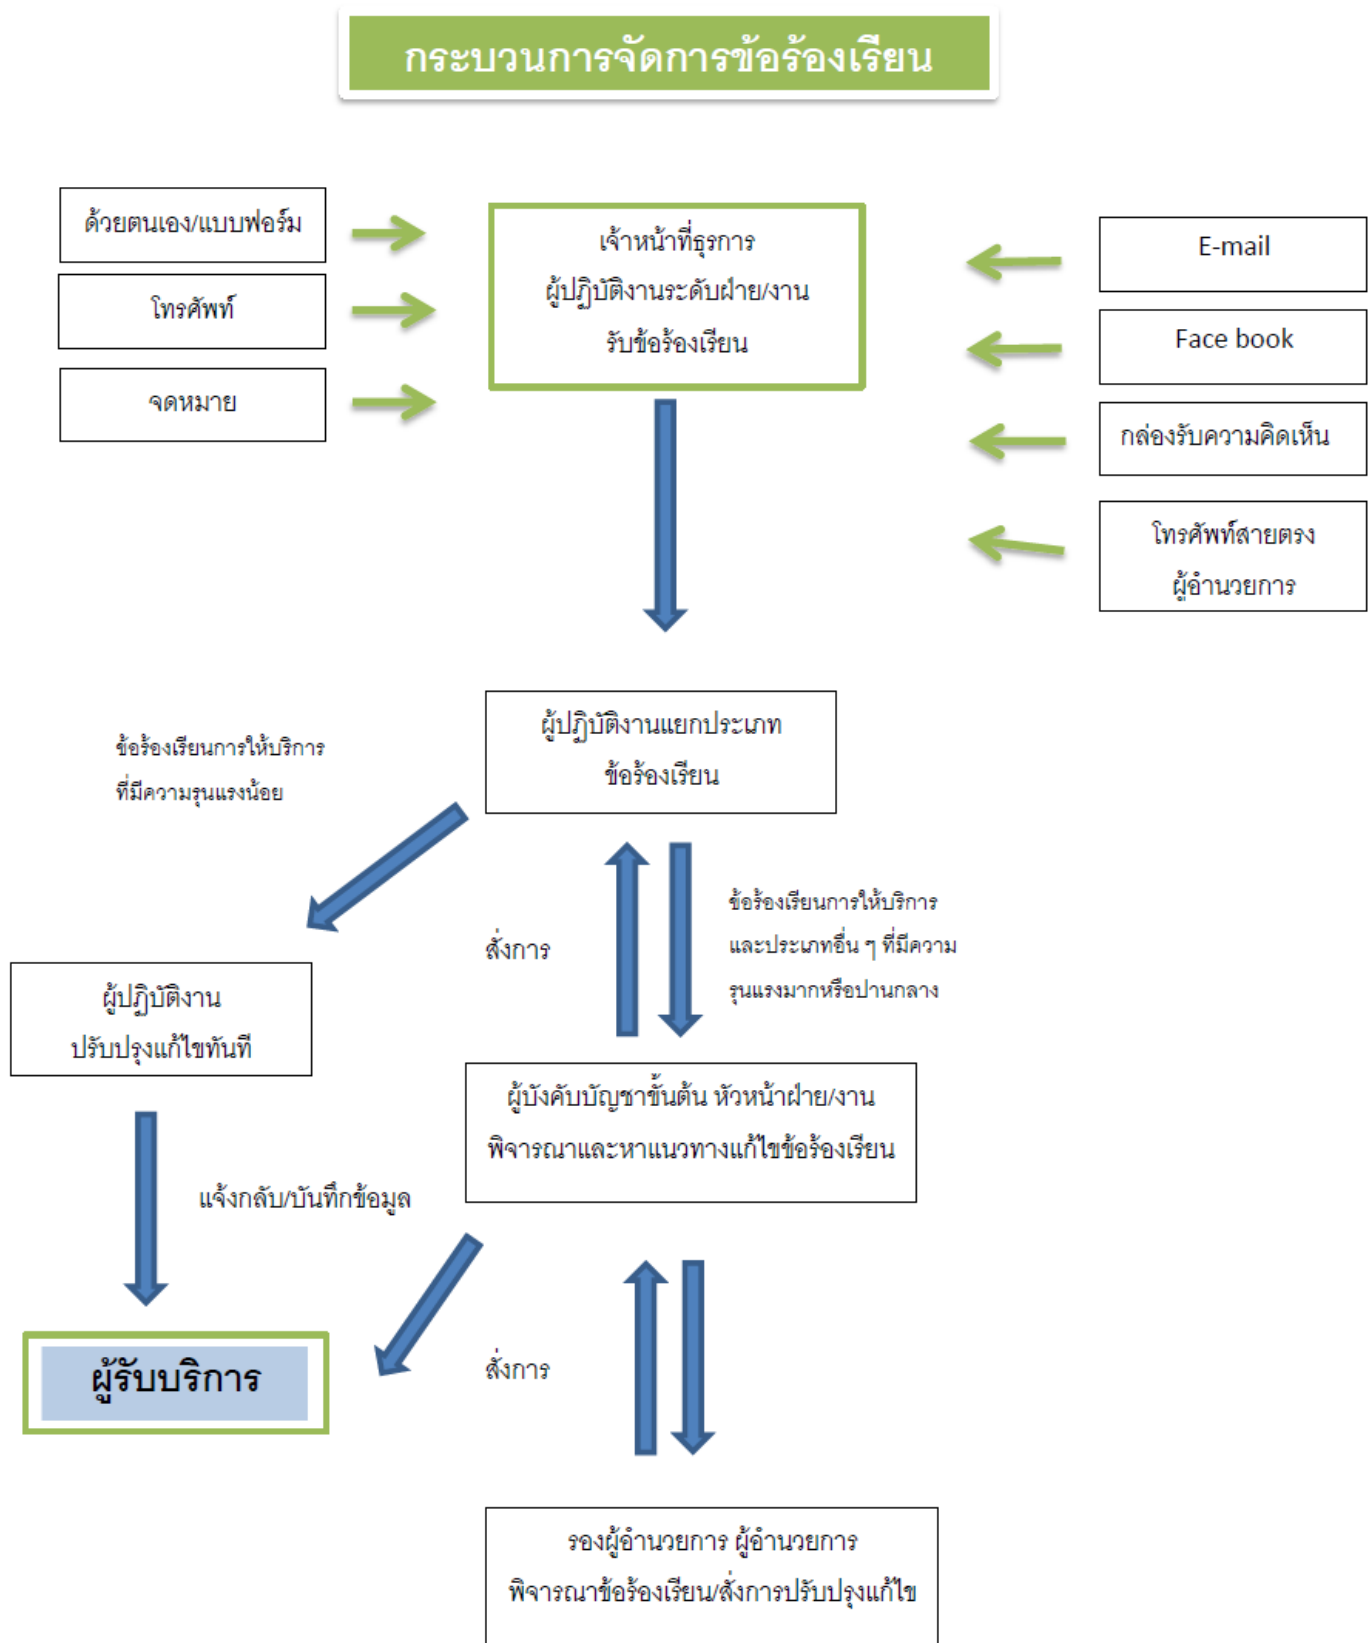 กระบวนการจัดการข้อร้องเรียน
ด้วยตนเอง/แบบฟอร์ม
โทรศัพท์
จดหมาย
เจ้าหน้าที่ธุรการ
ผู้ปฏิบัติงานระดับฝ่าย/งาน
รับข้อร้องเรียน
E-mail
Face book
กล่องรับความคิดเห็น
โทรศัพท์สายตรง
ผู้อำนวยการ
ผู้ปฏิบัติงานแยกประเภท
ข้อร้องเรียน
ข้อร้องเรียนการให้บริการ
ที่มีความรุนแรงน้อย
สั่งการ
ข้อร้องเรียนการให้บริการ
และประเภทอื่น ๆ ที่มีความ
รุนแรงมากหรือปานกลาง
ผู้ปฏิบัติงาน
ปรับปรุงแก้ไขทันที
ผู้บังคับบัญชาขั้นต้น หัวหน้าฝ่าย/งาน
พิจารณาและหาแนวทางแก้ไขข้อร้องเรียน
แจ้งกลับ/บันทึกข้อมูล
ผู้รับบริการ
สั่งการ
รองผู้อำนวยการ ผู้อำนวยการ
พิจารณาข้อร้องเรียน/สั่งการปรับปรุงแก้ไข